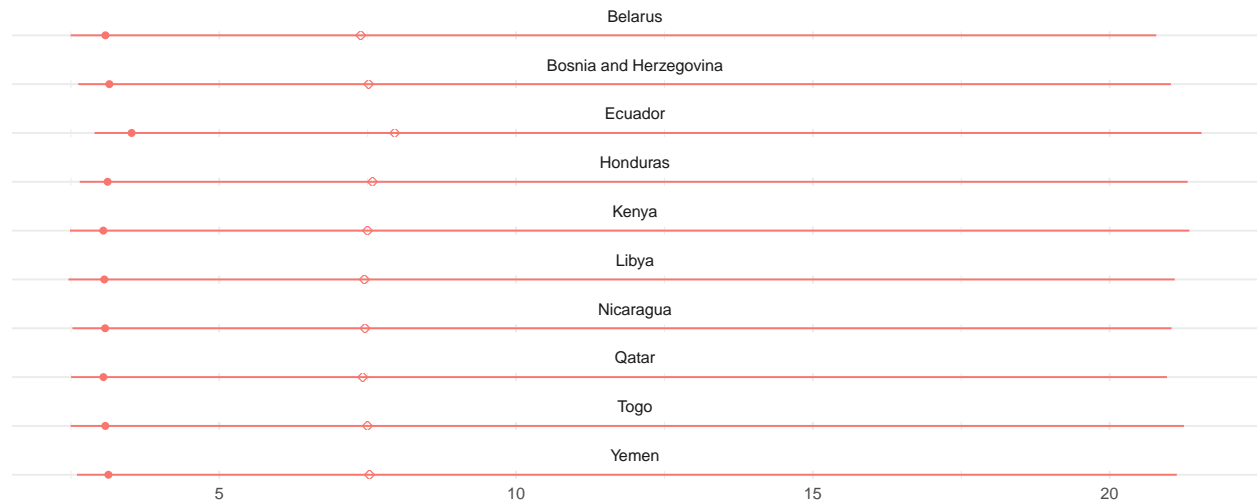 Belarus
Bosnia and Herzegovina
Ecuador
Honduras
Kenya
Libya
Nicaragua
Qatar
Togo
Yemen
5 10 15 20